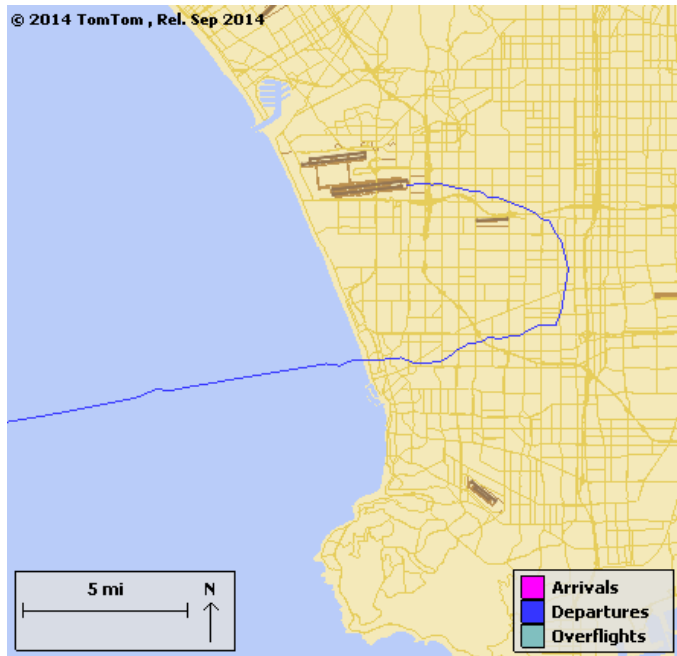 © 2014 TomTom , Rel. Sep 2014
5 mi
N
Arrivals
Departures
Overflights